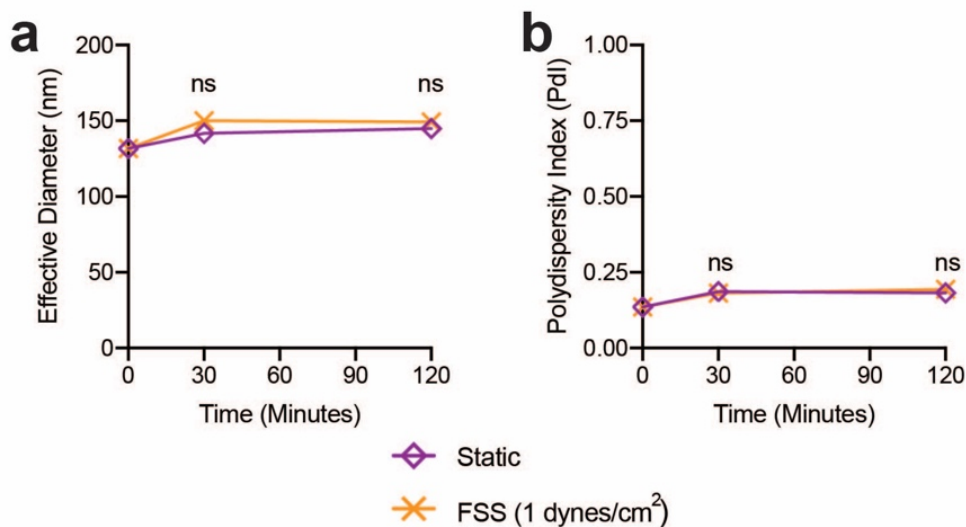 a
200
150
100
50
0
Effective Diameter (nm)
ns
ns
0
30
60
90
120
Time (Minutes)
b
1.00
0.75
0.50
0.25
0.00
Polydispersity Index (PdI)
ns
ns
0
30
60
90
120
Time (Minutes)
Static
FSS (1 dynes/cm²)